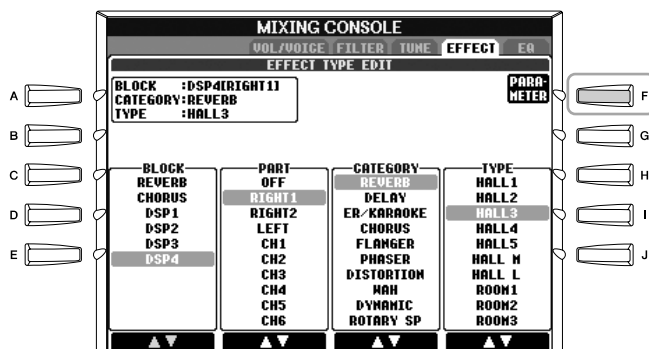 MIXING CONSOLE
VOL/VOICE FILTER TUNE EFFECT EQ
EFFECT TYPE EDIT
BLOCK :DSP4[RIGHT1]
CATEGORY:REVERB
TYPE :HALL3
PARA-
METER
A
B
C
D
E
F
G
H
I
J
BLOCK
REVERB
CHORUS
DSP1
DSP2
DSP3
DSP4
PART
OFF
RIGHT1
RIGHT2
LEFT
CH1
CH2
CH3
CH4
CH5
CH6
CATEGORY
REVERB
DELAY
ER/KARAOKE
CHORUS
FLANGER
PHASER
DISTORTION
WAH
DYNAMIC
ROTARY SP
TYPE
HALL1
HALL2
HALL3
HALL4
HALL5
HALL M
HALL L
ROOM1
ROOM2
ROOM3